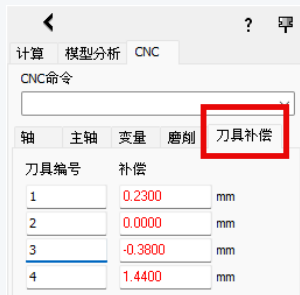 ?
计算 模型分析 CNC
CNC命令
轴 主轴 变量 磨削 刀具补偿
刀具编号 补偿
1 0.2300 mm
2 0.0000 mm
3 -0.3800 mm
4 1.4400 mm